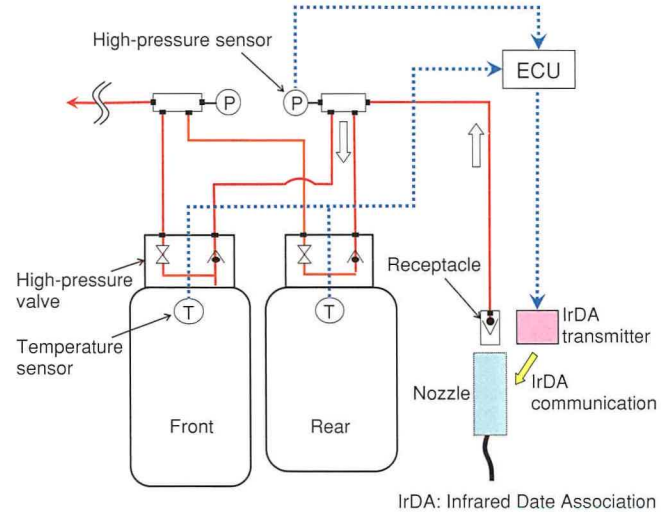 High-pressure
sensor
P
P
ECU
High-pressure
valve
Receptacle
T
T
Temperature
sensor
IrDA
transmitter
Nozzle
IrDA
communication
Front
Rear
IrDA: Infrared Date Association